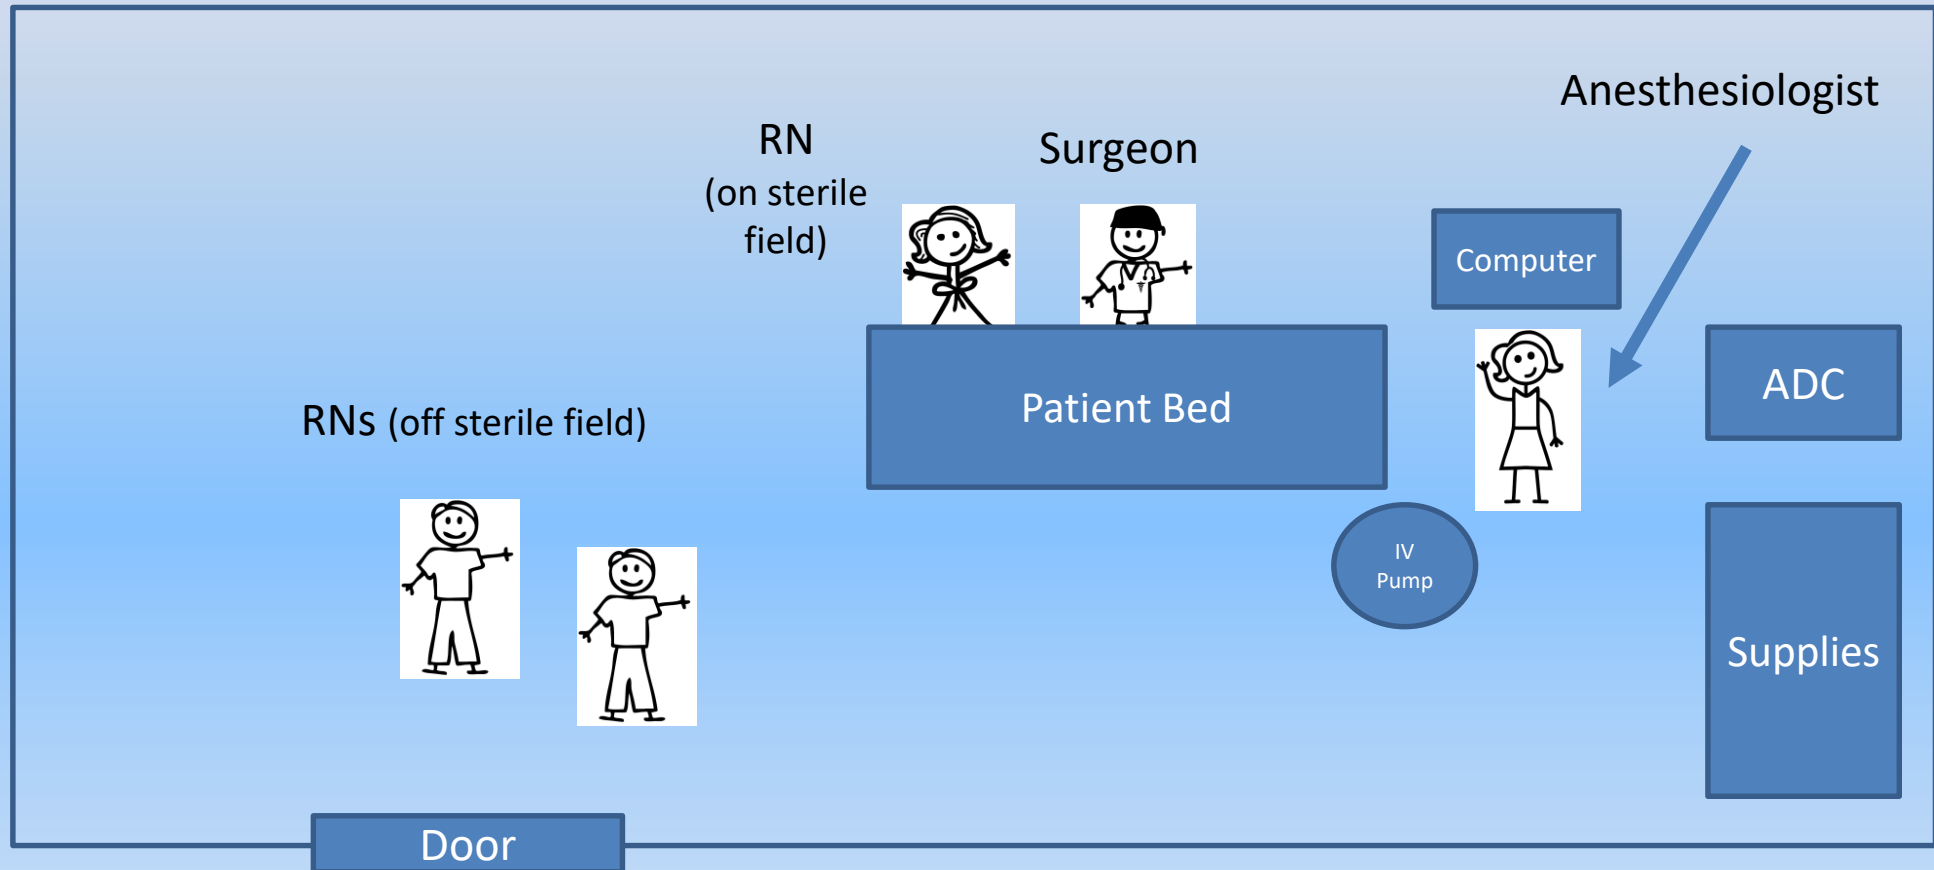 Anesthesiologist
RN
(on sterile
field)
Surgeon
Computer
ADC
Patient Bed
RNs (off sterile field)
IV
Pump
Supplies
Door